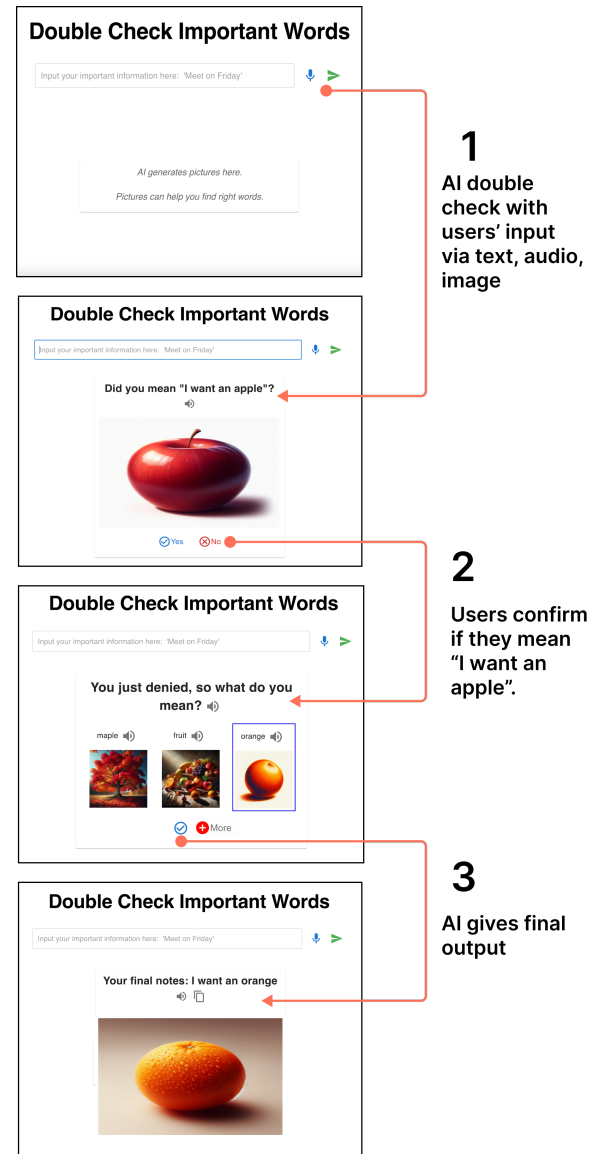 Double Check Important Words
Input your important information here: 'Meet on Friday'
AI generates pictures here.
Pictures can help you find right words.
1
AI double
check with
users' input
via text, audio,
image
Double Check Important Words
Input your important information here: 'Meet on Friday'
Did you mean "I want an apple"?
Yes No
2
Users confirm
if they mean
“I want an
apple”.
Double Check Important Words
Input your important information here: 'Meet on Friday'
You just denied, so what do you
mean?
maple fruit orange
More
3
AI gives final
output
Double Check Important Words
Input your important information here: 'Meet on Friday'
Your final notes: I want an orange